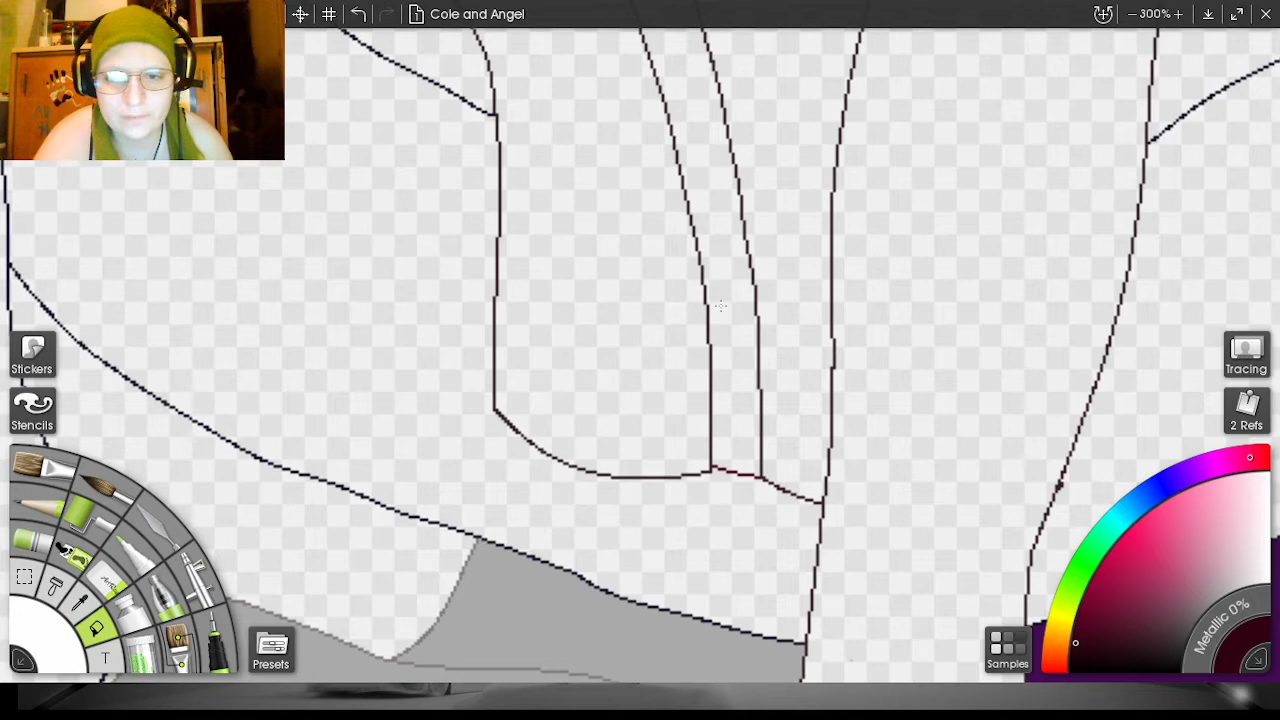 Cole and Angel
300%
Stickers
Stencils
Tracing
2 Refs
Presets
Samples
Metallic 0%
T